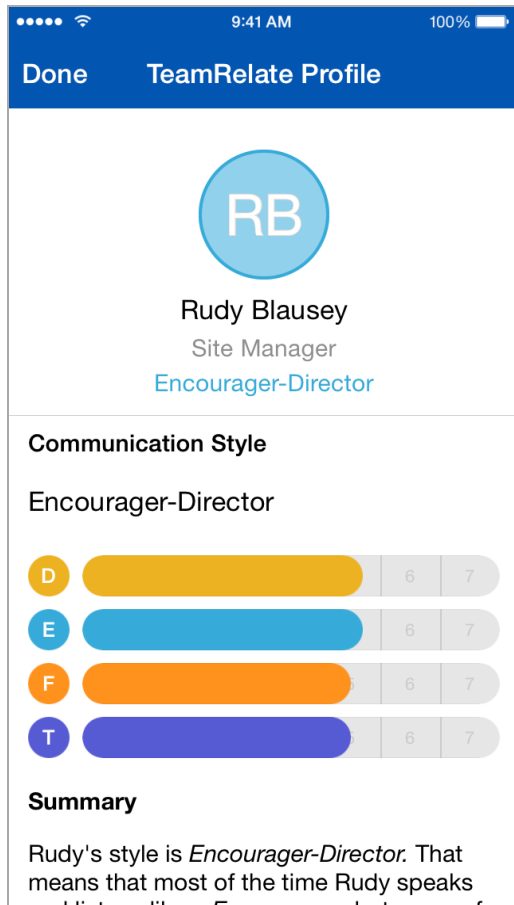 9:41 AM
100%
Done
TeamRelate Profile
RB
Rudy Blausey
Site Manager
Encourager-Director
Communication Style
Encourager-Director
D 6 7
E 6 7
F 6 7
T 6 7
Summary
Rudy's style is Encourager-Director. That
means that most of the time Rudy speaks